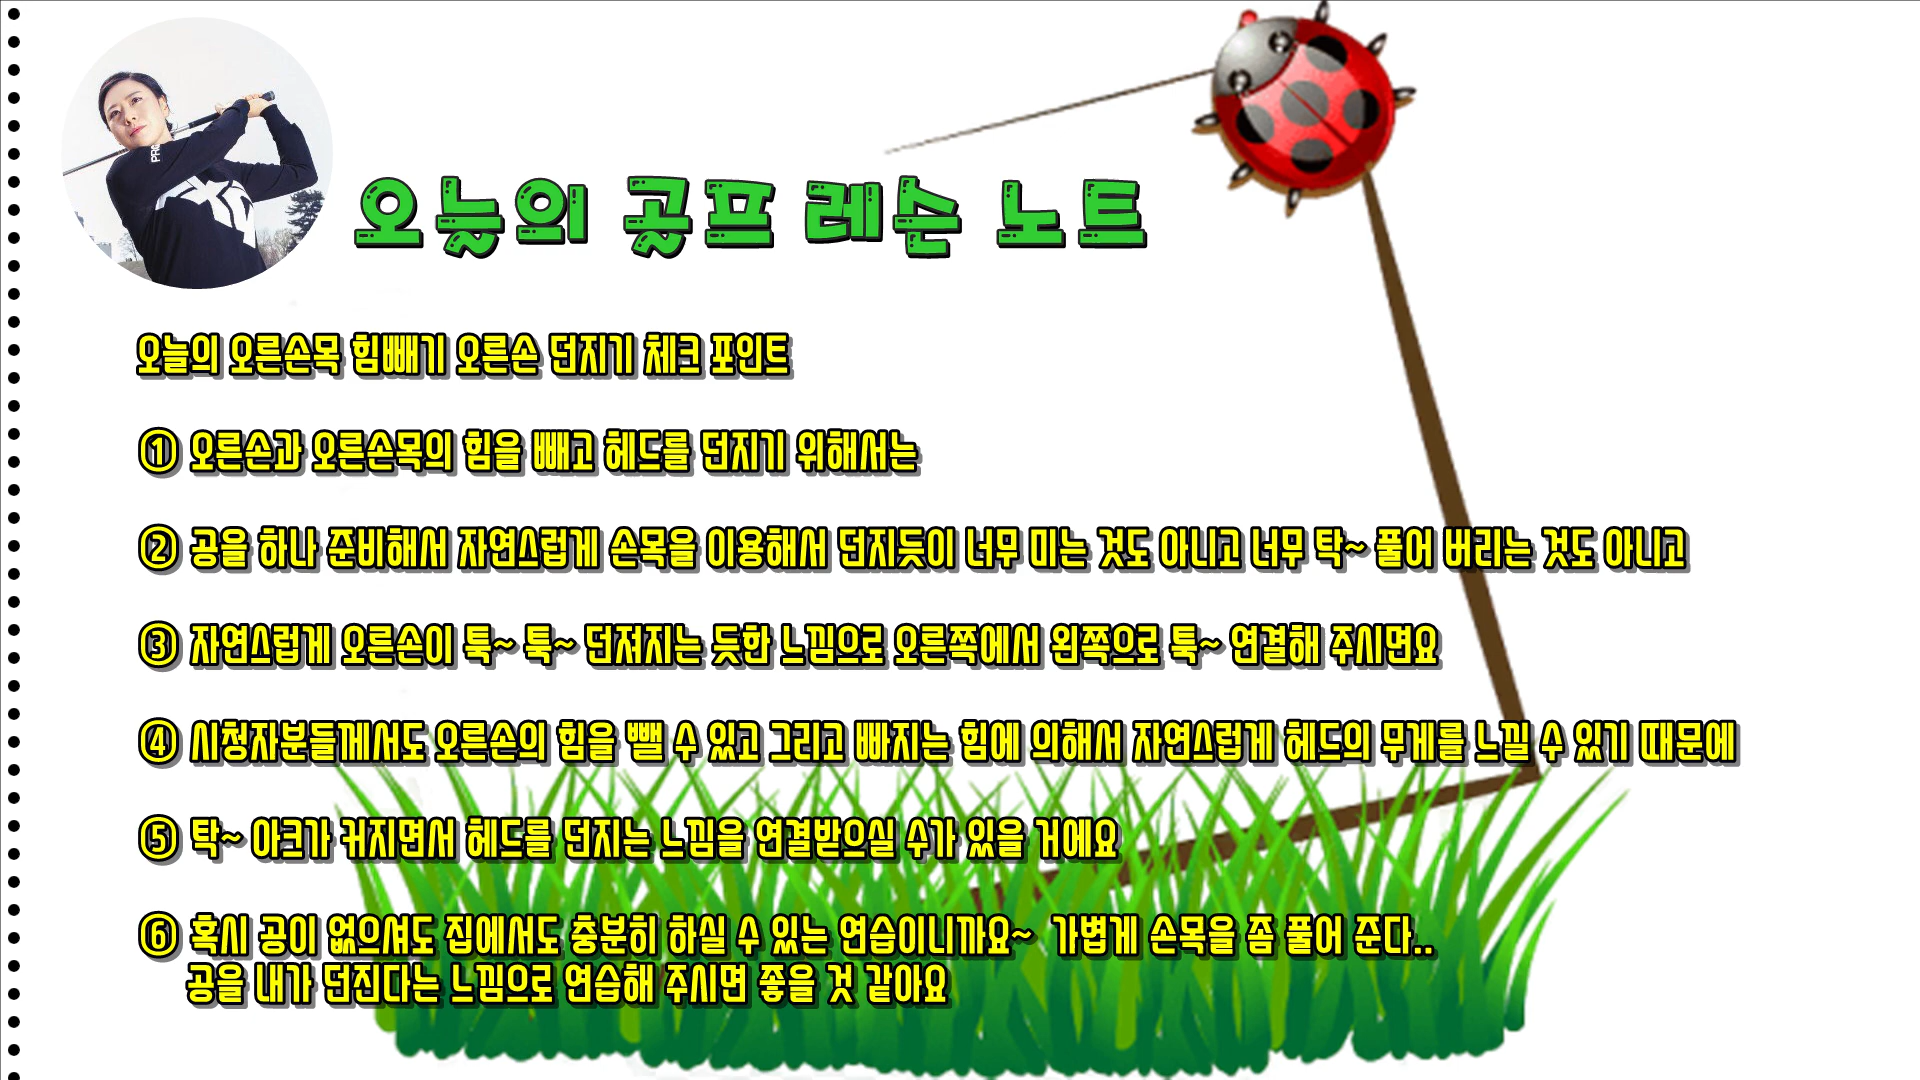 오늘의 골프 레슨 노트
오늘의 오른손목 힘빼기 오른손 던지기 체크 포인트
① 오른손과 오른손목의 힘을 빼고 헤드를 던지기 위해서는
② 공을 하나 준비해서 자연스럽게 손목을 이용해서 던지듯이 너무 미는 것도 아니고 너무 탁~ 풀어 버리는 것도 아니고
③ 자연스럽게 오른손이 툭~ 툭~ 던져지는 듯한 느낌으로 오른쪽에서 왼쪽으로 툭~ 연결해 주시면요
④ 시청자분들께서도 오른손의 힘을 뺄 수 있고 그리고 빠지는 힘에 의해서 자연스럽게 헤드의 무게를 느낄 수 있기 때문에
⑤ 탁~ 아크가 커지면서 헤드를 던지는 느낌을 연결받으실 수가 있을 거에요
⑥ 혹시 공이 없으셔도 집에서도 충분히 하실 수 있는 연습이니까요~ 가볍게 손목을 좀 풀어 준다..
공을 내가 던진다는 느낌으로 연습해 주시면 좋을 것 같아요